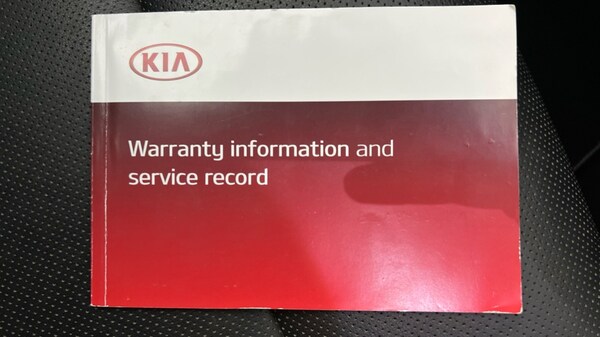 KIA
Warranty information and
service record